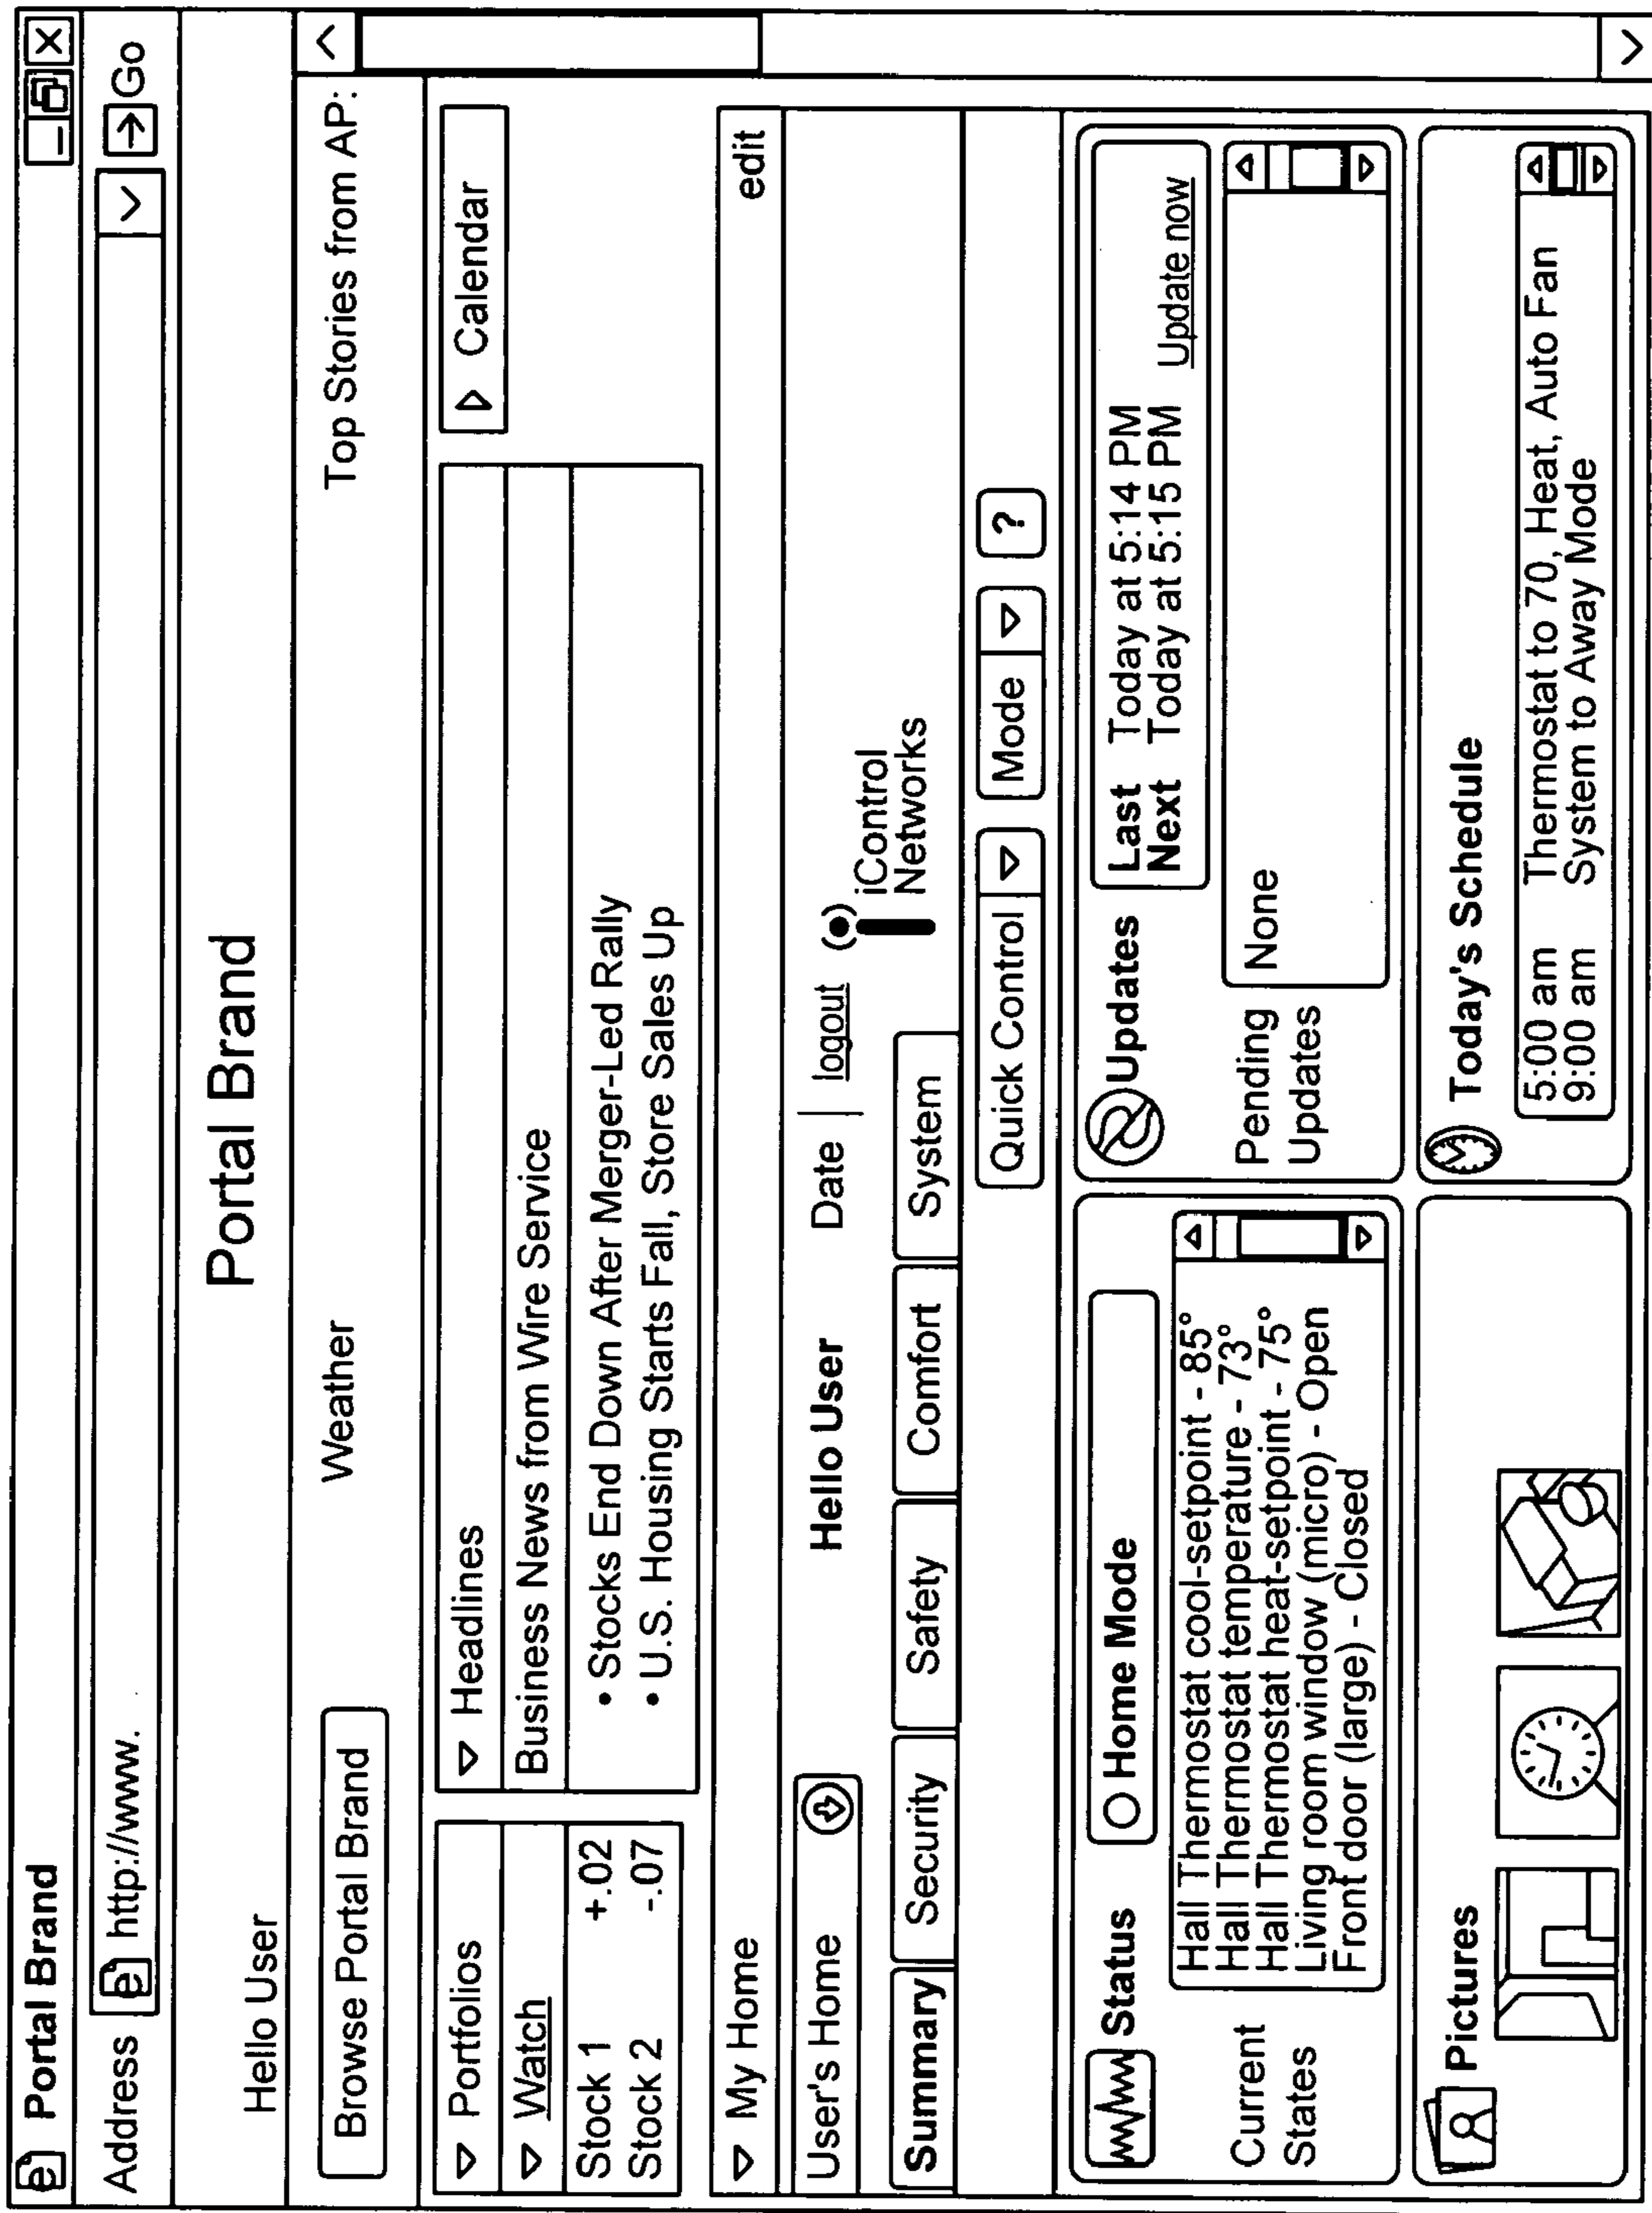 Portal Brand
Address http://www. Go
Portal Brand
Hello User
Browse Portal Brand
Weather
Top Stories from AP:
Portfolios
Watch
Stock 1 +.02
Stock 2 -.07
Headlines
Business News from Wire Service
• Stocks End Down After Merger-Led Rally
• U.S. Housing Starts Fall, Store Sales Up
Calendar
My Home
edit
User's Home
Hello User
Date | logout
iControl
Networks
Summary
Security
Safety
Comfort
System
Quick Control
Mode
?
Status
Home Mode
Current
States
Hall Thermostat cool-setpoint - 85°
Hall Thermostat temperature - 73°
Hall Thermostat heat-setpoint - 75°
Living room window (micro) - Open
Front door (large) - Closed
Updates
Last Today at 5:14 PM
Next Today at 5:15 PM
Update now
Pending
Updates
None
Pictures
Today's Schedule
5:00 am Thermostat to 70, Heat, Auto Fan
9:00 am System to Away Mode